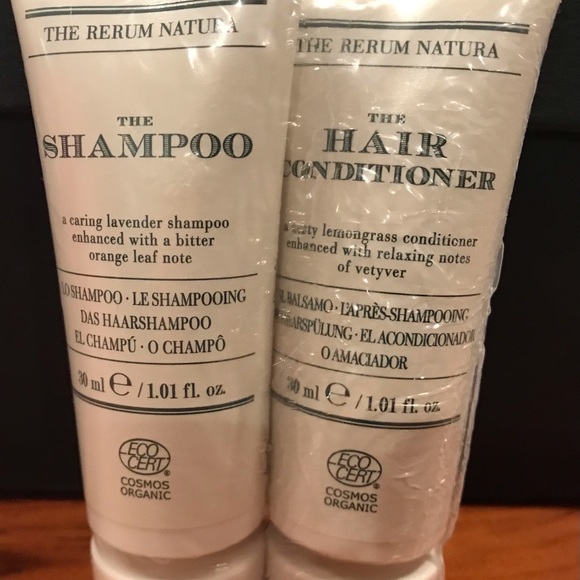 THE RERUM NATURA
THE
SHAMPOO
a caring lavender shampoo
enhanced with a bitter
orange leaf note
LO SHAMPOO · LE SHAMPOOING
DAS HAARSHAMPOO
EL CHAMPÚ · O CHAMPÔ
30 ml ℮ / 1.01 fl. oz.
ECO
CERT®
COSMOS
ORGANIC
THE RERUM NATURA
THE
HAIR
CONDITIONER
a zesty lemongrass conditioner
enhanced with relaxing notes
of vetyver
IL BALSAMO · L'APRÈS-SHAMPOOING
HAARSPÜLUNG · EL ACONDICIONADOR
O AMACIADOR
30 ml ℮ / 1.01 fl. oz.
ECO
CERT®
COSMOS
ORGANIC